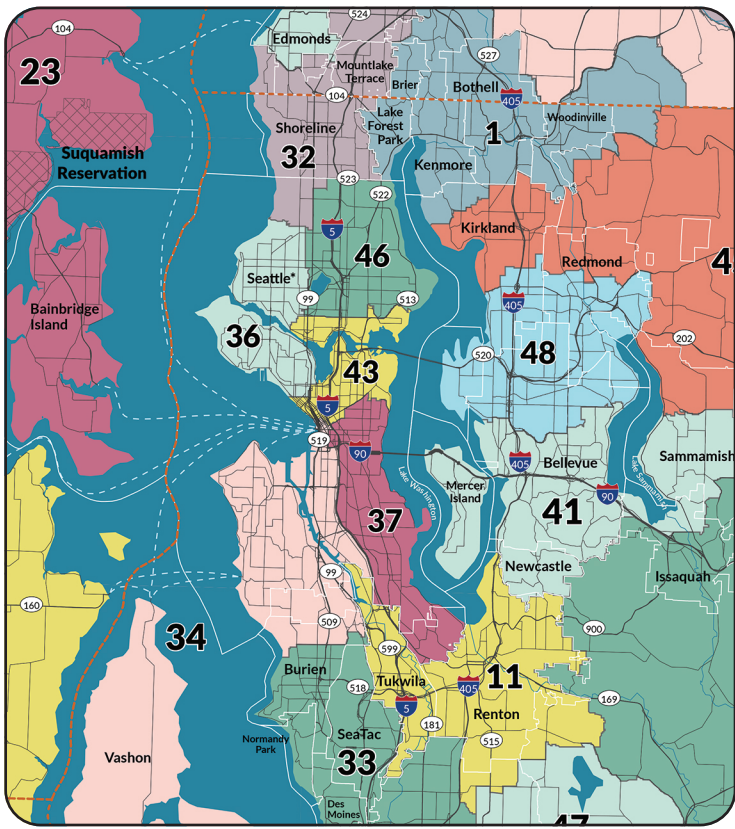 524
104
Edmonds
527
23
Mountlake
Terrace
Brier
Bothell
405
104
Woodinville
Lake
Forest
Park
Shoreline
1
Suquamish
Reservation
32
Kenmore
523
522
5
Kirkland
46
Redmond
4
Seattle*
99
513
405
Bainbridge
Island
36
202
520
48
43
5
519
90
405
Bellevue
Sammamish
Mercer
Island
Lake Washington
Lake Sammamish
90
37
41
Newcastle
99
Issaquah
160
509
900
34
599
Burien
Tukwila
11
518
405
169
5
Renton
181
Normandy
Park
SeaTac
515
Vashon
33
Des
Moines
47